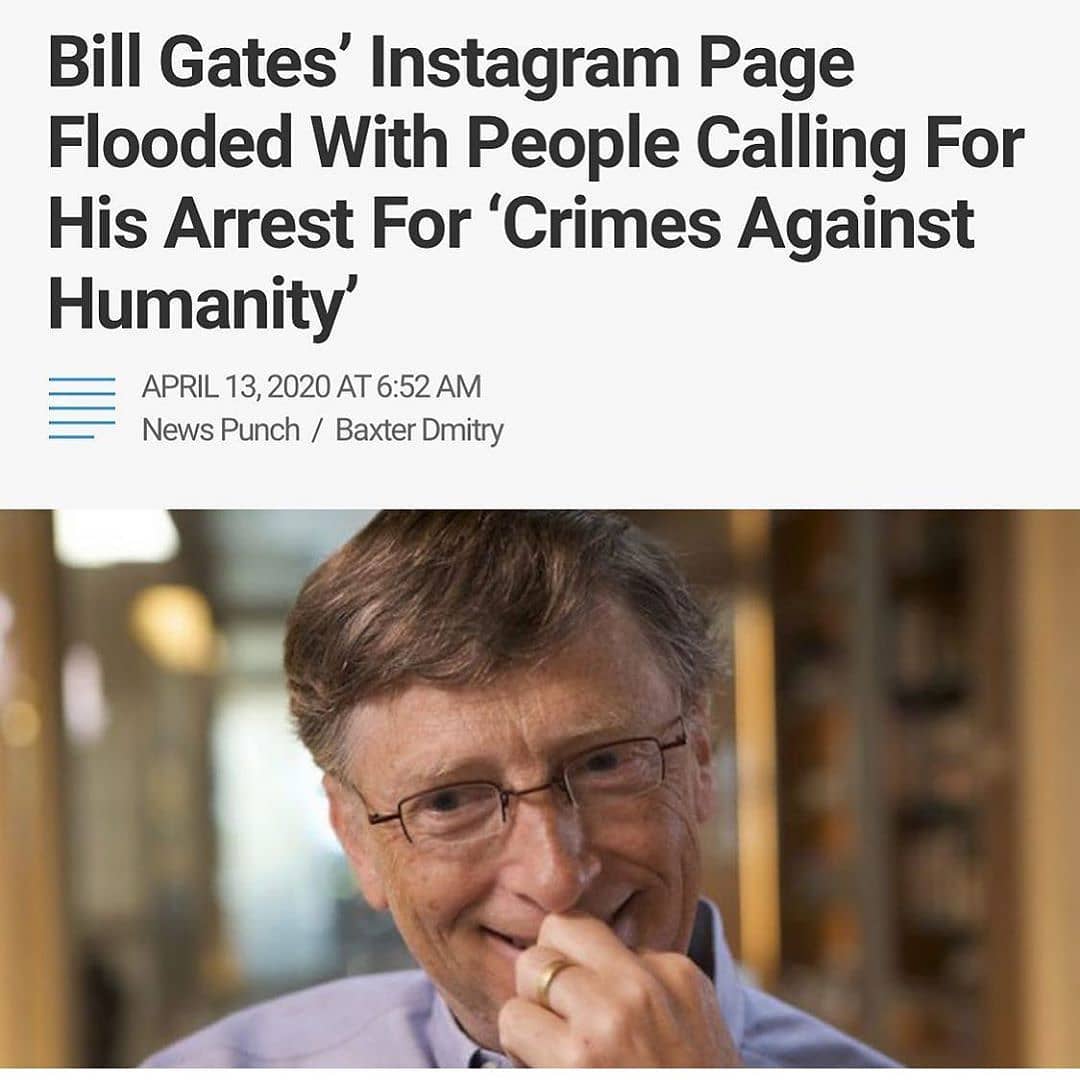 Bill Gates’ Instagram Page
Flooded With People Calling For
His Arrest For ‘Crimes Against
Humanity’
APRIL 13, 2020 AT 6:52 AM
News Punch / Baxter Dmitry